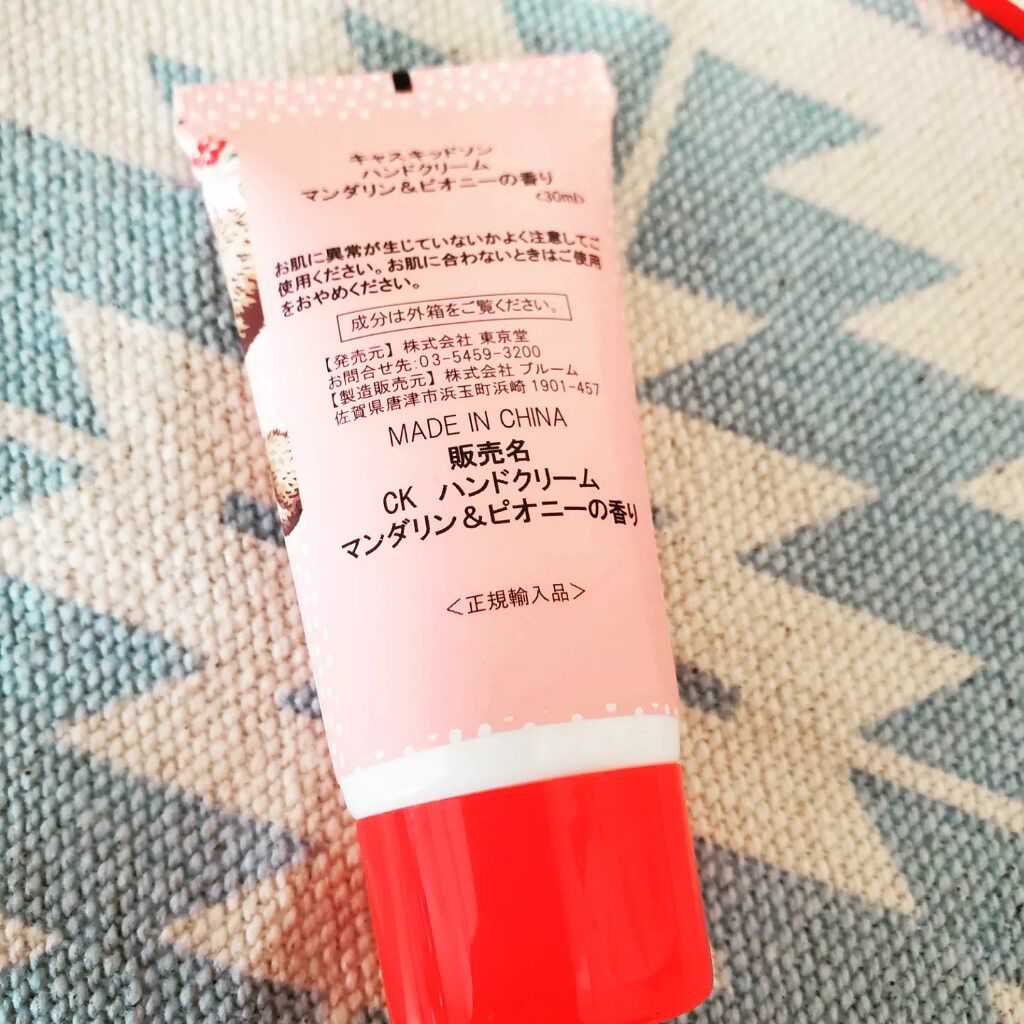 キャスキッドソン
ハンドクリーム
マンダリン＆ピオニーの香り
<30ml>
お肌に異常が生じていないかよく注意してご
使用ください。お肌に合わないときはご使用
をおやめください。
成分は外箱をご覧ください。
【発売元】株式会社 東京堂
お問合せ先:03-5459-3200
【製造販売元】株式会社 ブルーム
佐賀県唐津市浜玉町浜崎 1901-457
MADE IN CHINA
販売名
CK ハンドクリーム
マンダリン＆ピオニーの香り
＜正規輸入品＞